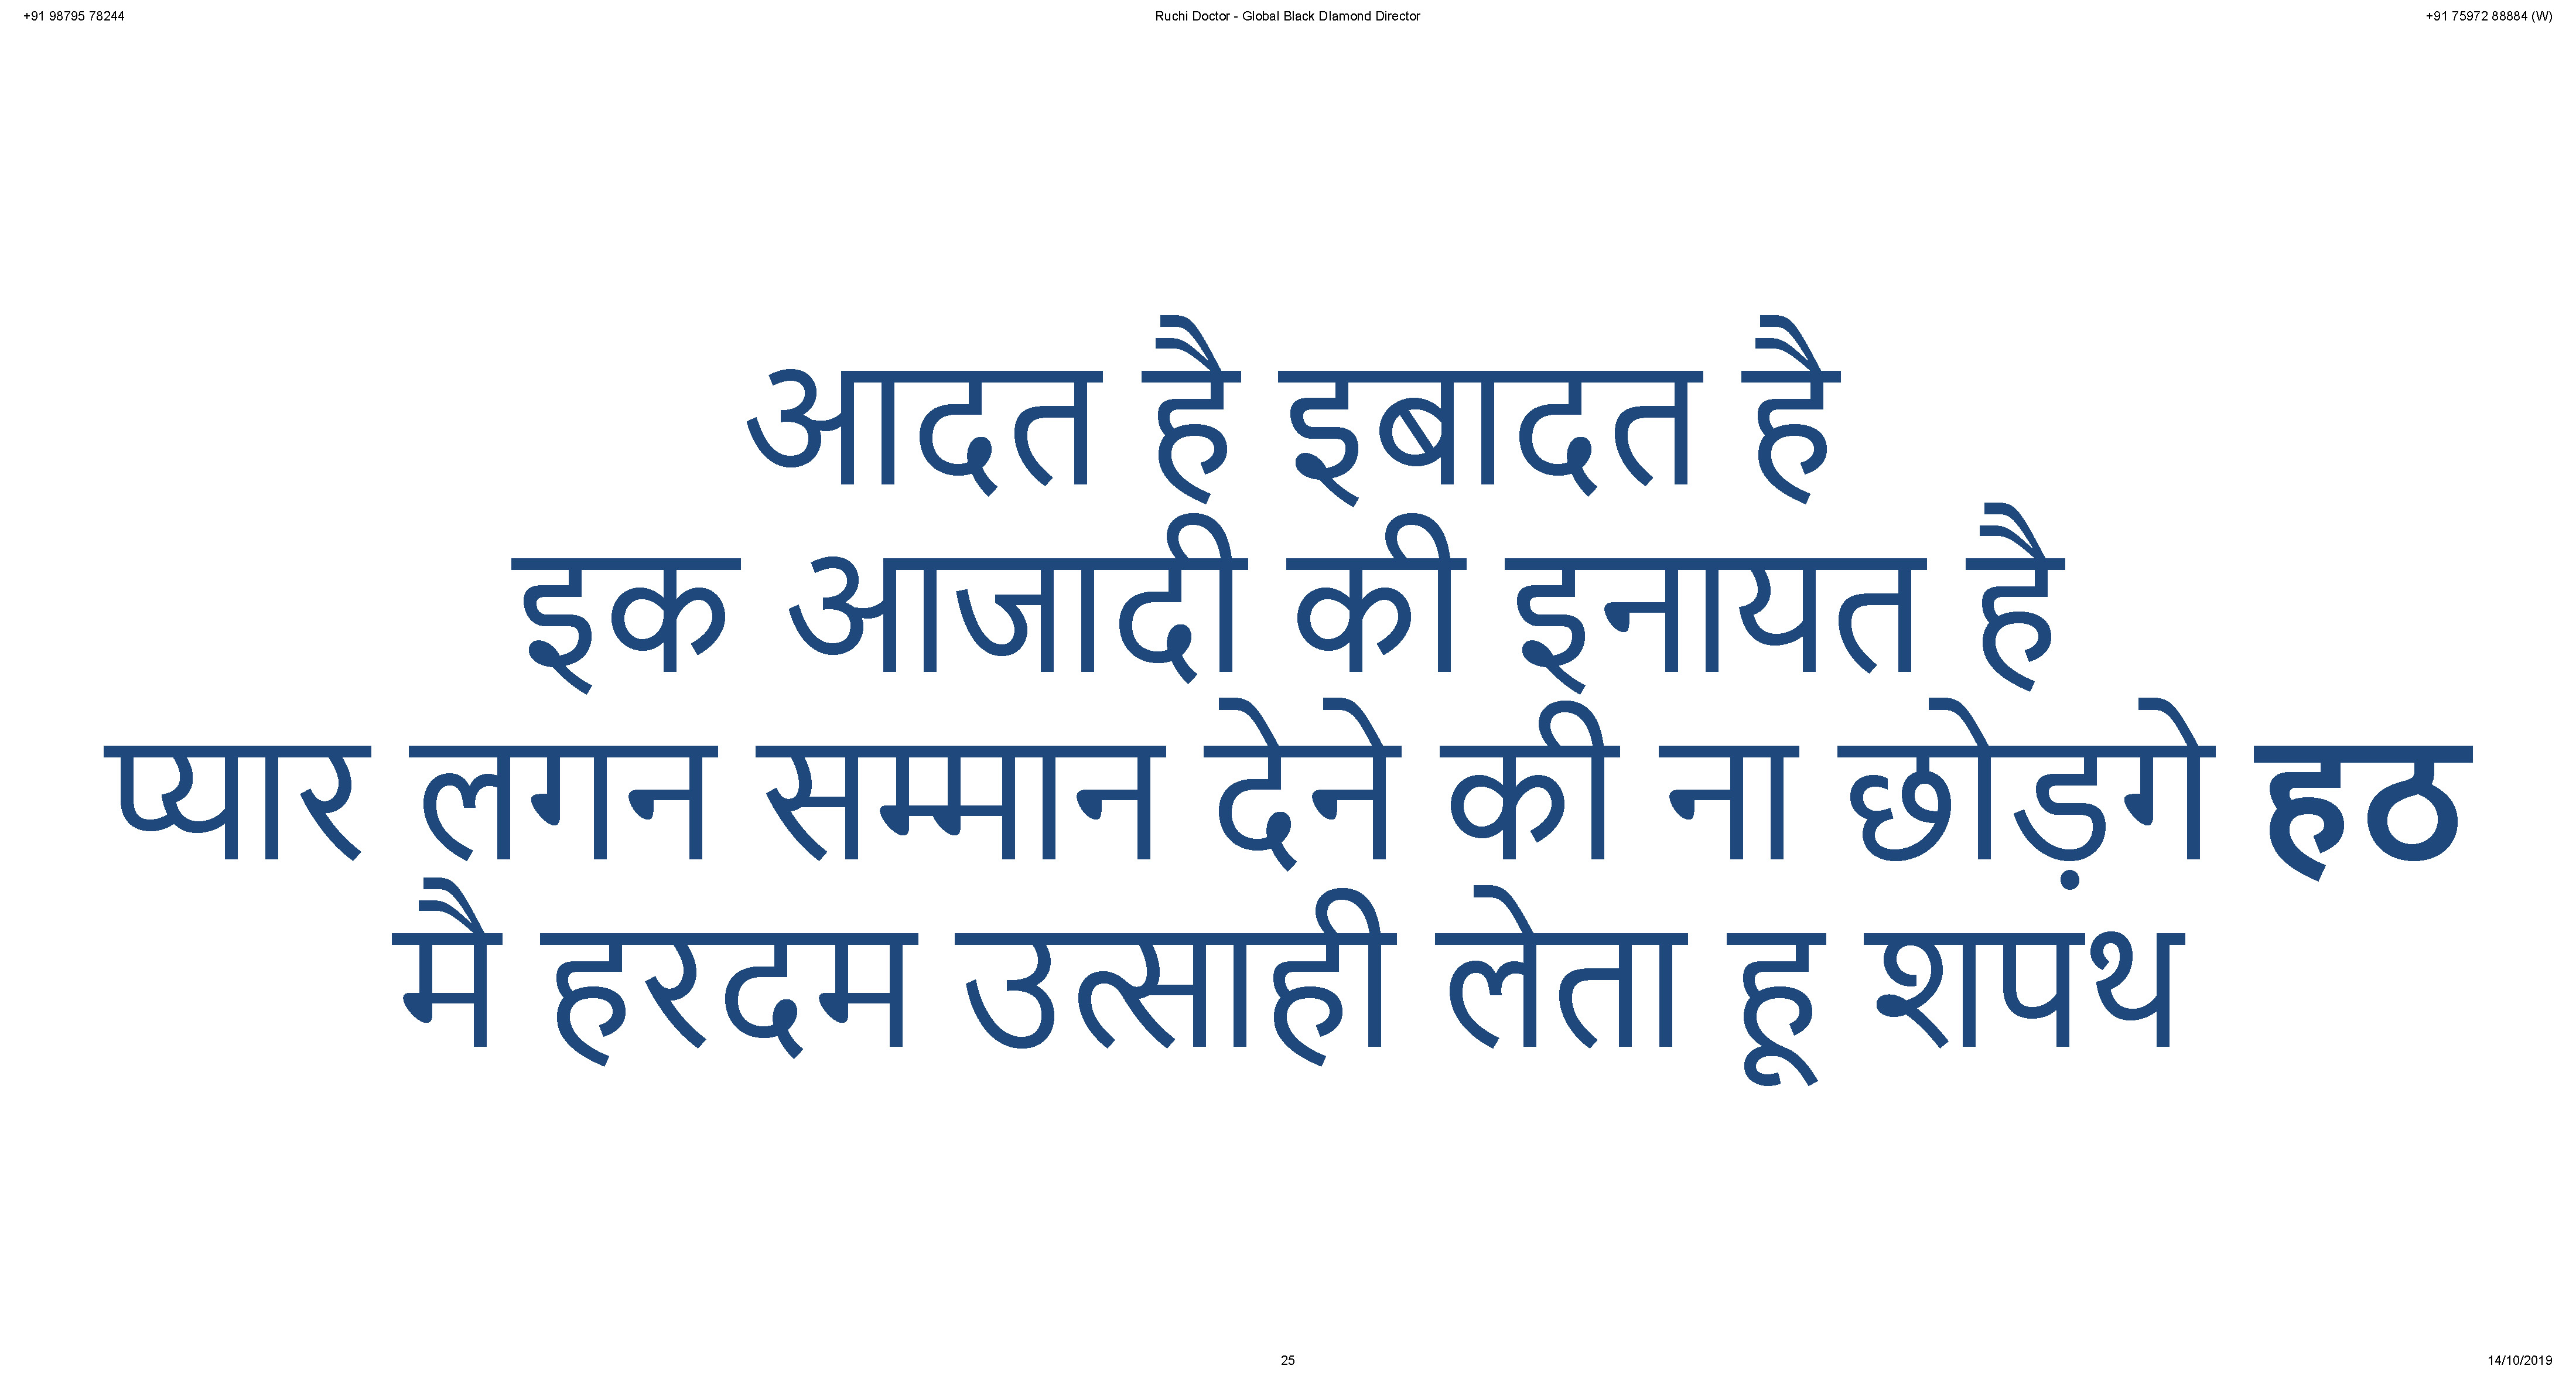 +91 98795 78244 Ruchi Doctor - Global Black DIamond Director +91 75972 88884 (W)
आदत है इबादत है
इक आजादी की इनायत है
प्यार लगन सम्मान देने की ना छोड़गे हठ
मै हरदम उत्साही लेता हू शपथ
25 14/10/2019